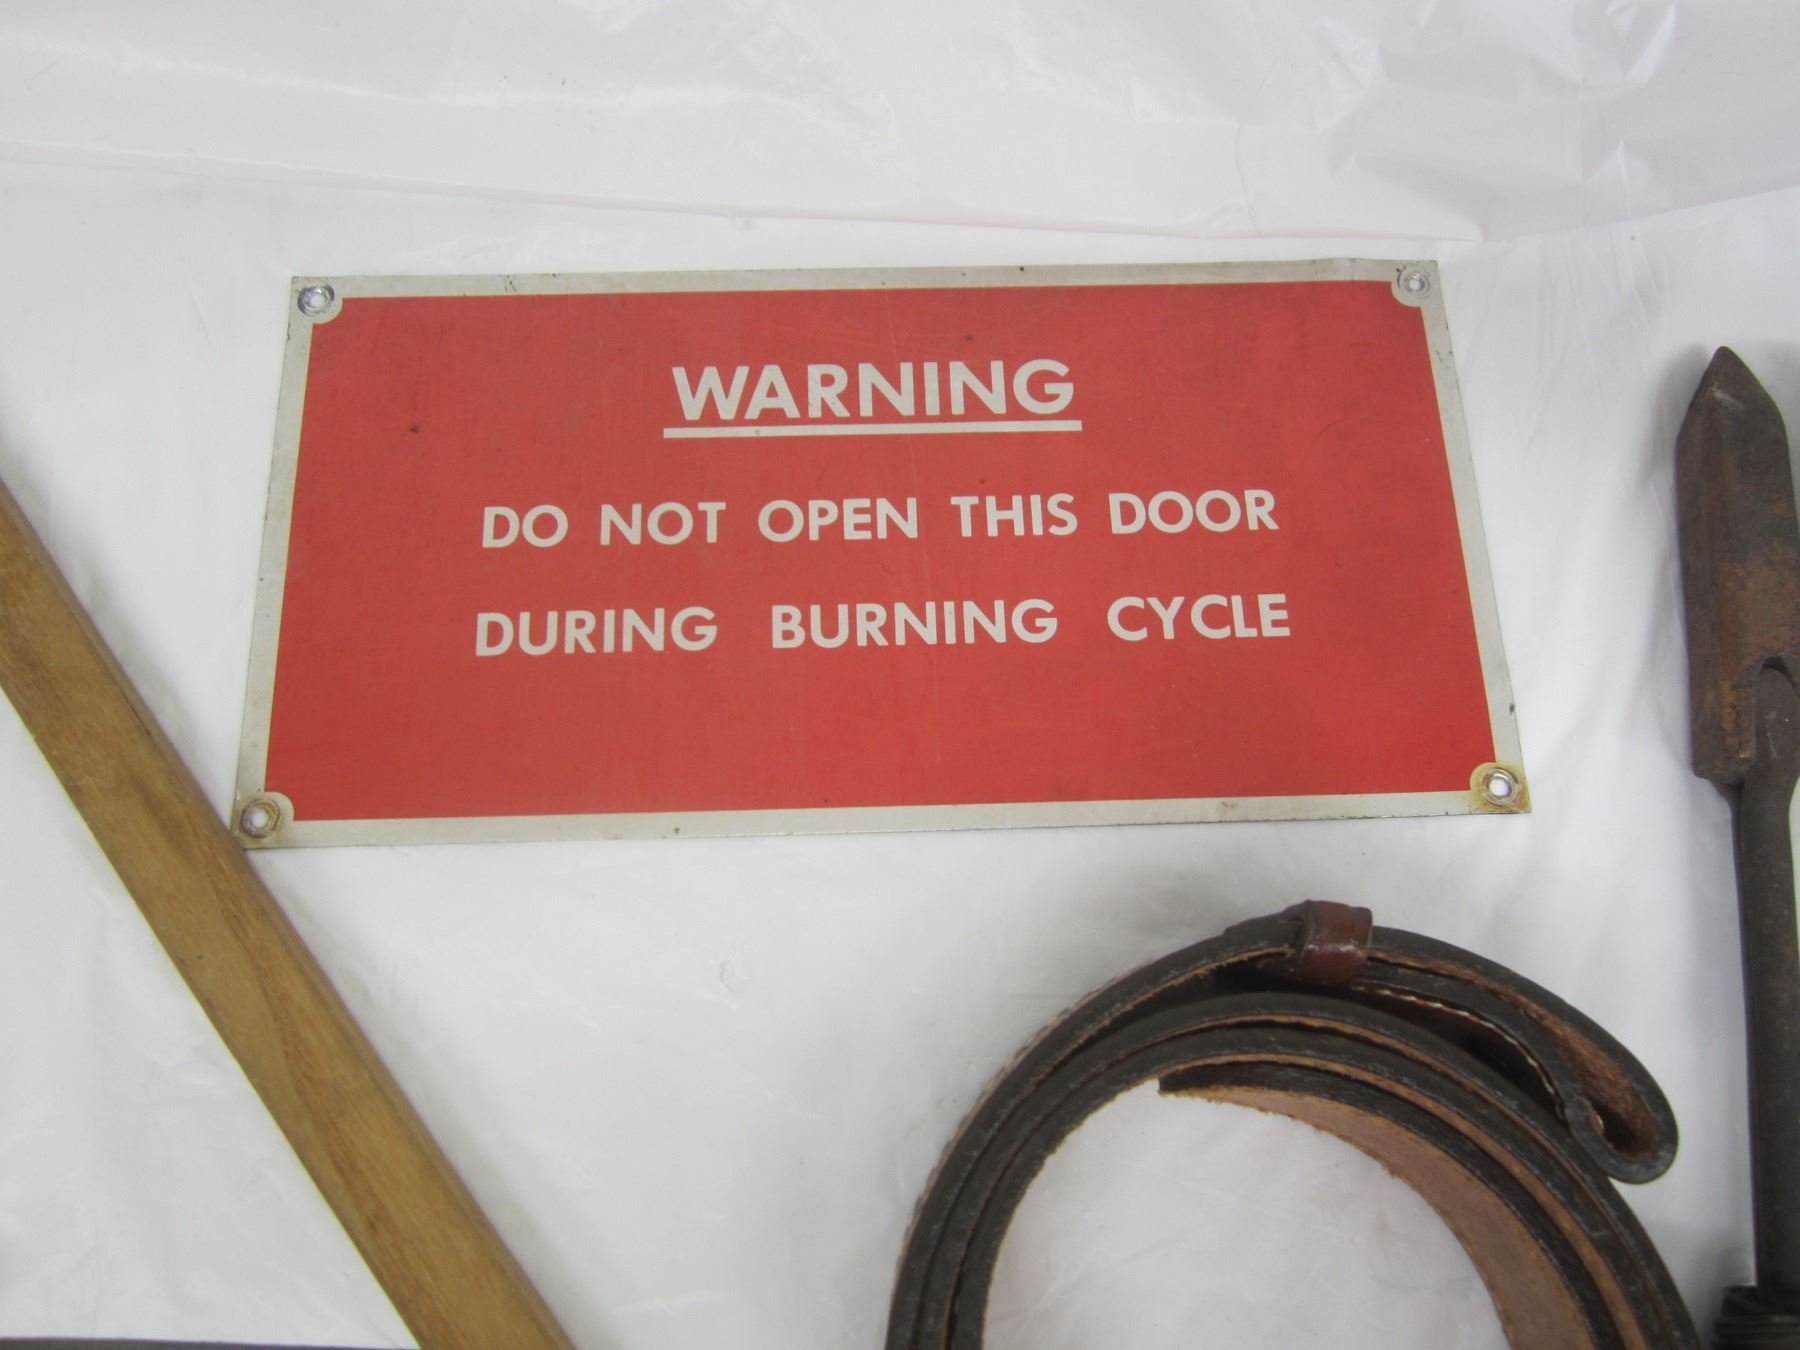 WARNING
DO NOT OPEN THIS DOOR
DURING BURNING CYCLE